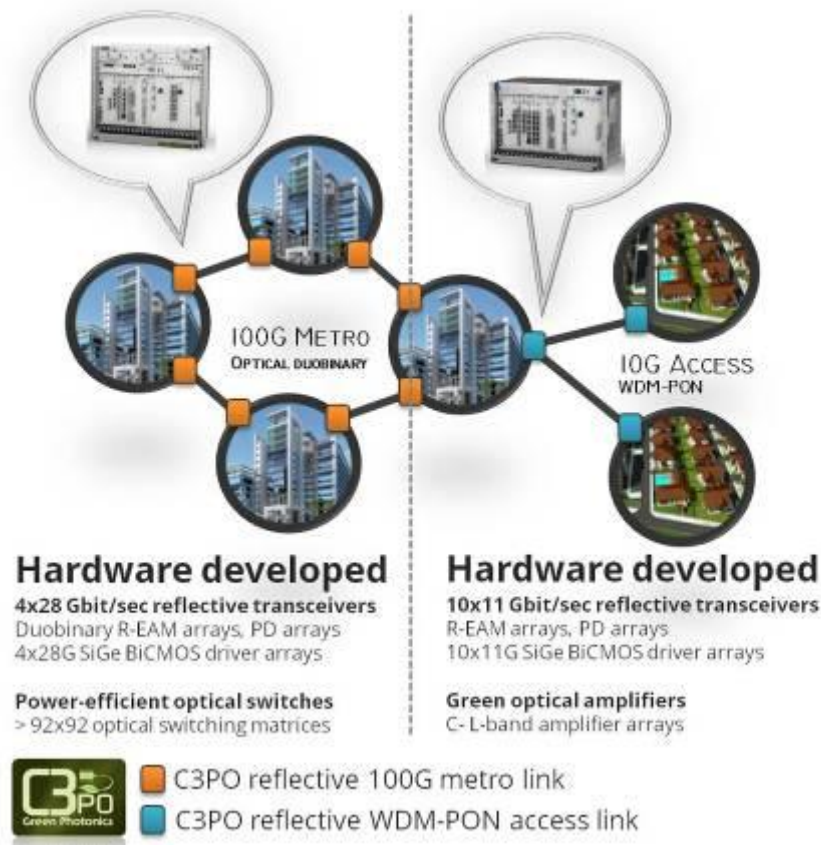 100G METRO
OPTICAL DUOBINARY
10G ACCESS
WDM-PON
Hardware developed
4x28 Gbit/sec reflective transceivers
Duobinary R-EAM arrays, PD arrays
4x28G SiGe BiCMOS driver arrays
Power-efficient optical switches
> 92x92 optical switching matrices
Hardware developed
10x11 Gbit/sec reflective transceivers
R-EAM arrays, PD arrays
10x11G SiGe BiCMOS driver arrays
Green optical amplifiers
C- L-band amplifier arrays
C3PO
Green Photonics
C3PO reflective 100G metro link
C3PO reflective WDM-PON access link